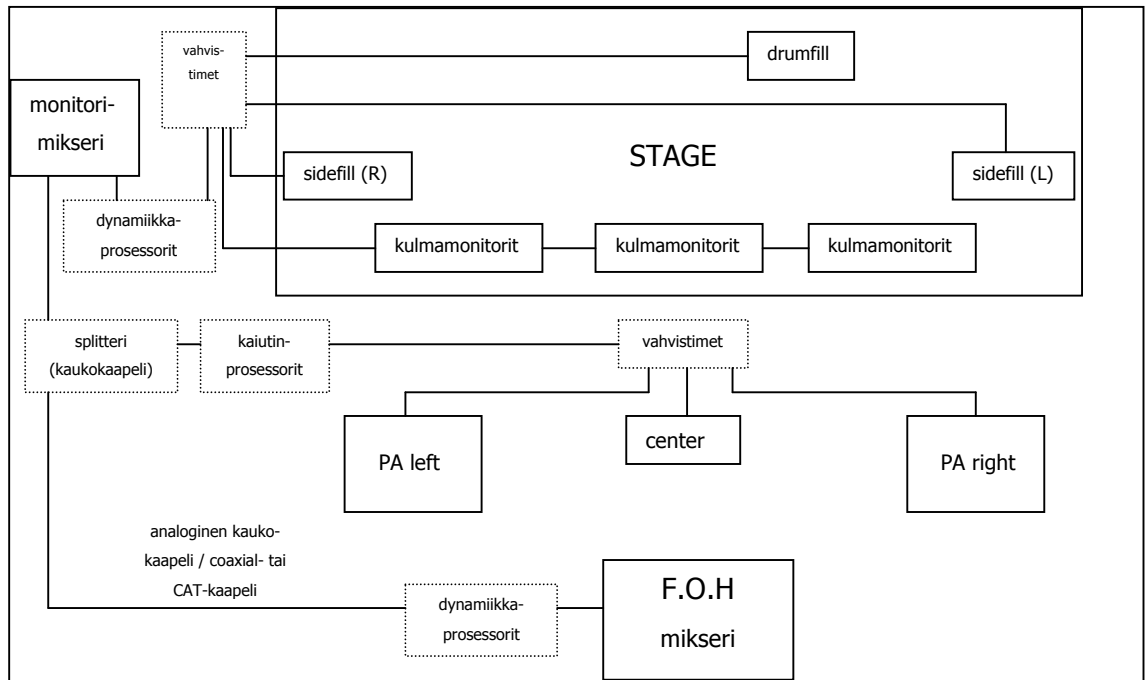 vahvis-
timet
drumfill
monitori-
mikseri
STAGE
sidefill (R)
sidefill (L)
dynamiikka-
prosessorit
kulmamonitorit
kulmamonitorit
kulmamonitorit
splitteri
(kaukokaapeli)
kaiutin-
prosessorit
vahvistimet
PA left
center
PA right
analoginen kauko-
kaapeli / coaxial- tai
CAT-kaapeli
dynamiikka-
prosessorit
F.O.H
mikseri